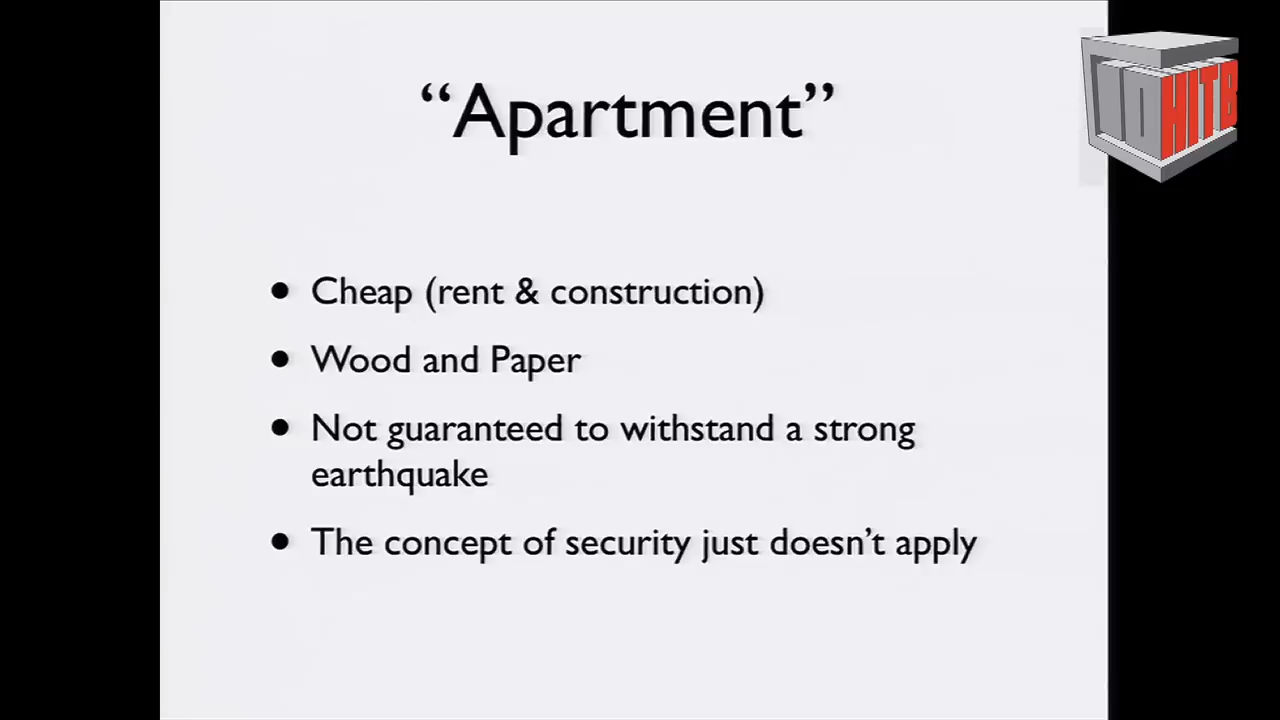 “Apartment”
HITB
• Cheap (rent & construction)
• Wood and Paper
• Not guaranteed to withstand a strong
earthquake
• The concept of security just doesn’t apply